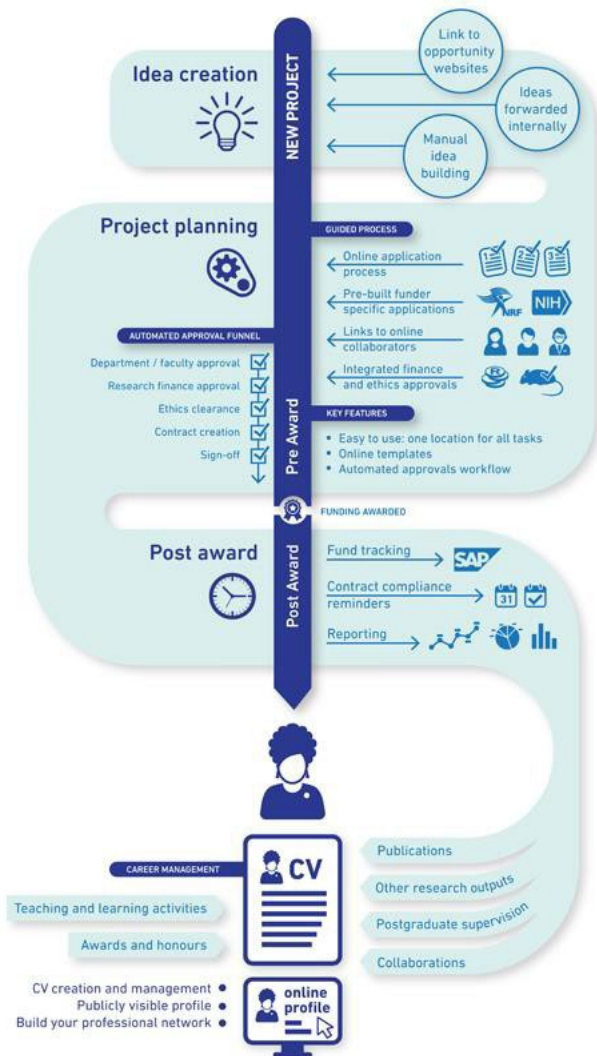 Link to
opportunity
websites
Idea creation
NEW PROJECT
Ideas
forwarded
internally
Manual
idea
building
Project planning
GUIDED PROCESS
Online application
process
1
2
3
Pre-built funder
specific applications
NRF
NIH
AUTOMATED APPROVAL FUNNEL
Links to online
collaborators
Department / faculty approval
Research finance approval
Ethics clearance
Contract creation
Sign-off
Integrated finance
and ethics approvals
R
Pre Award
KEY FEATURES
• Easy to use: one location for all tasks
• Online templates
• Automated approvals workflow
FUNDING AWARDED
Post award
Post Award
Fund tracking
SAP
Contract compliance
reminders
31
Reporting
CAREER MANAGEMENT
CV
Publications
Other research outputs
Postgraduate supervision
Collaborations
Teaching and learning activities
Awards and honours
CV creation and management •
Publicly visible profile •
Build your professional network •
online
profile